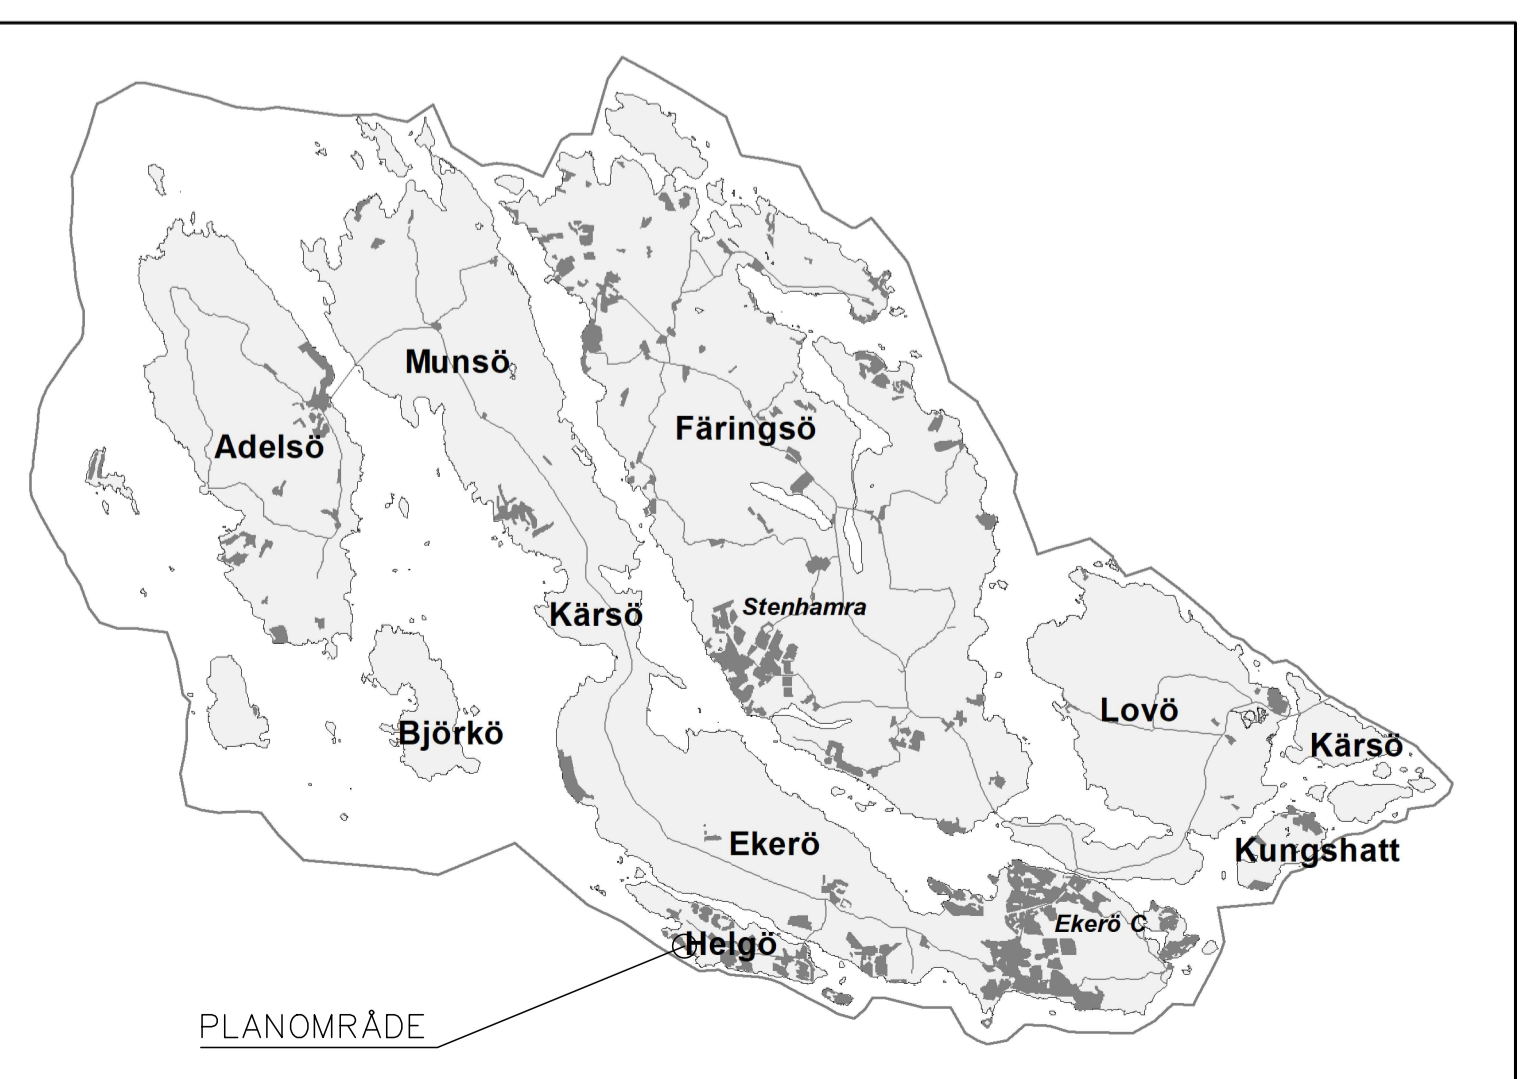 Munsö
Färingsö
Adelsö
Stenhamra
Kärsö
Lovö
Björkö
Kärsö
Ekerö
Kungshatt
Ekerö C
Helgö
PLANOMRÅDE